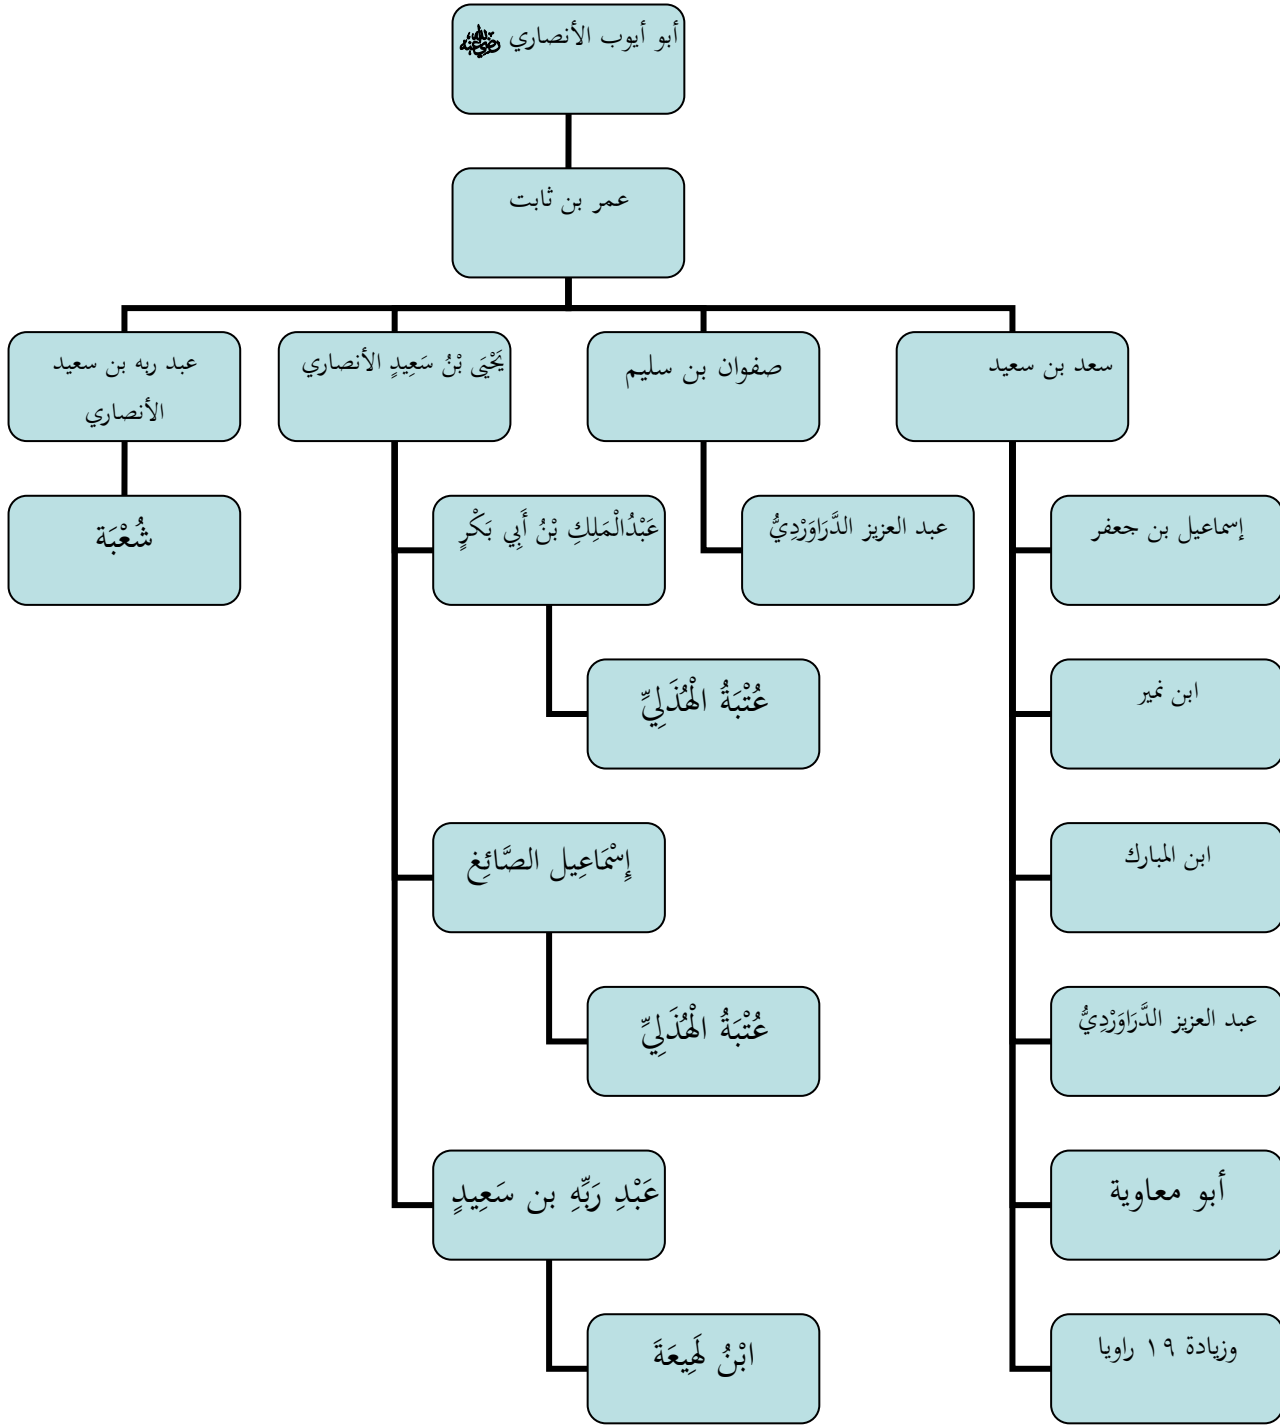 أبو أيوب الأنصاري ﵁
عمر بن ثابت
سعد بن سعيد
صفوان بن سليم
يَحْيَى بْنُ سَعِيدٍ الأنصاري
عبد ربه بن سعيد
الأنصاري
إسماعيل بن جعفر
عبد العزيز الدَّرَاوَرْدِيُّ
عَبْدُالْمَلِكِ بْنُ أَبِي بَكْرٍ
شُعْبَة
ابن نمير
عُتْبَةُ الْهُذَلِيِّ
ابن المبارك
إِسْمَاعِيل الصَّائِغ
عبد العزيز الدَّرَاوَرْدِيُّ
عُتْبَةُ الْهُذَلِيِّ
أبو معاوية
عَبْدِ رَبِّهِ بن سَعِيدٍ
وزيادة ١٩ راويا
ابْنُ لَهِيعَةَ